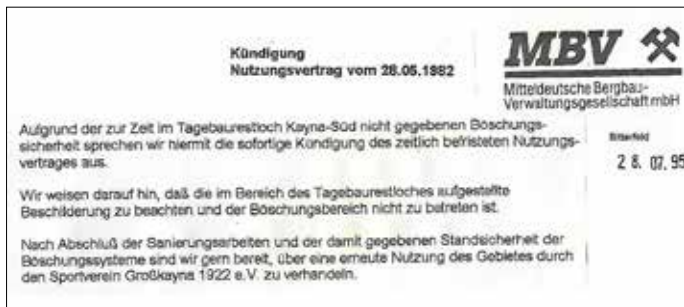 Kündigung
Nutzungsvertrag vom 28.05.1982
MBV
Mitteldeutsche Bergbau-
Verwaltungsgesellschaft mbH
Aufgrund der zur Zeit im Tagebaurestloch Kayna-Süd nicht gegebenen Böschungs-
sicherheit sprechen wir hiermit die sofortige Kündigung des zeitlich befristeten Nutzungs-
vertrages aus.
Bitterfeld
28. 07. 95
Wir weisen darauf hin, daß die im Bereich des Tagebaurestloches aufgestellte
Beschilderung zu beachten und der Böschungsbereich nicht zu betreten ist.
Nach Abschluß der Sanierungsarbeiten und der damit gegebenen Standsicherheit der
Böschungssysteme sind wir gern bereit, über eine erneute Nutzung des Gebietes durch
den Sportverein Großkayna 1922 e.V. zu verhandeln.